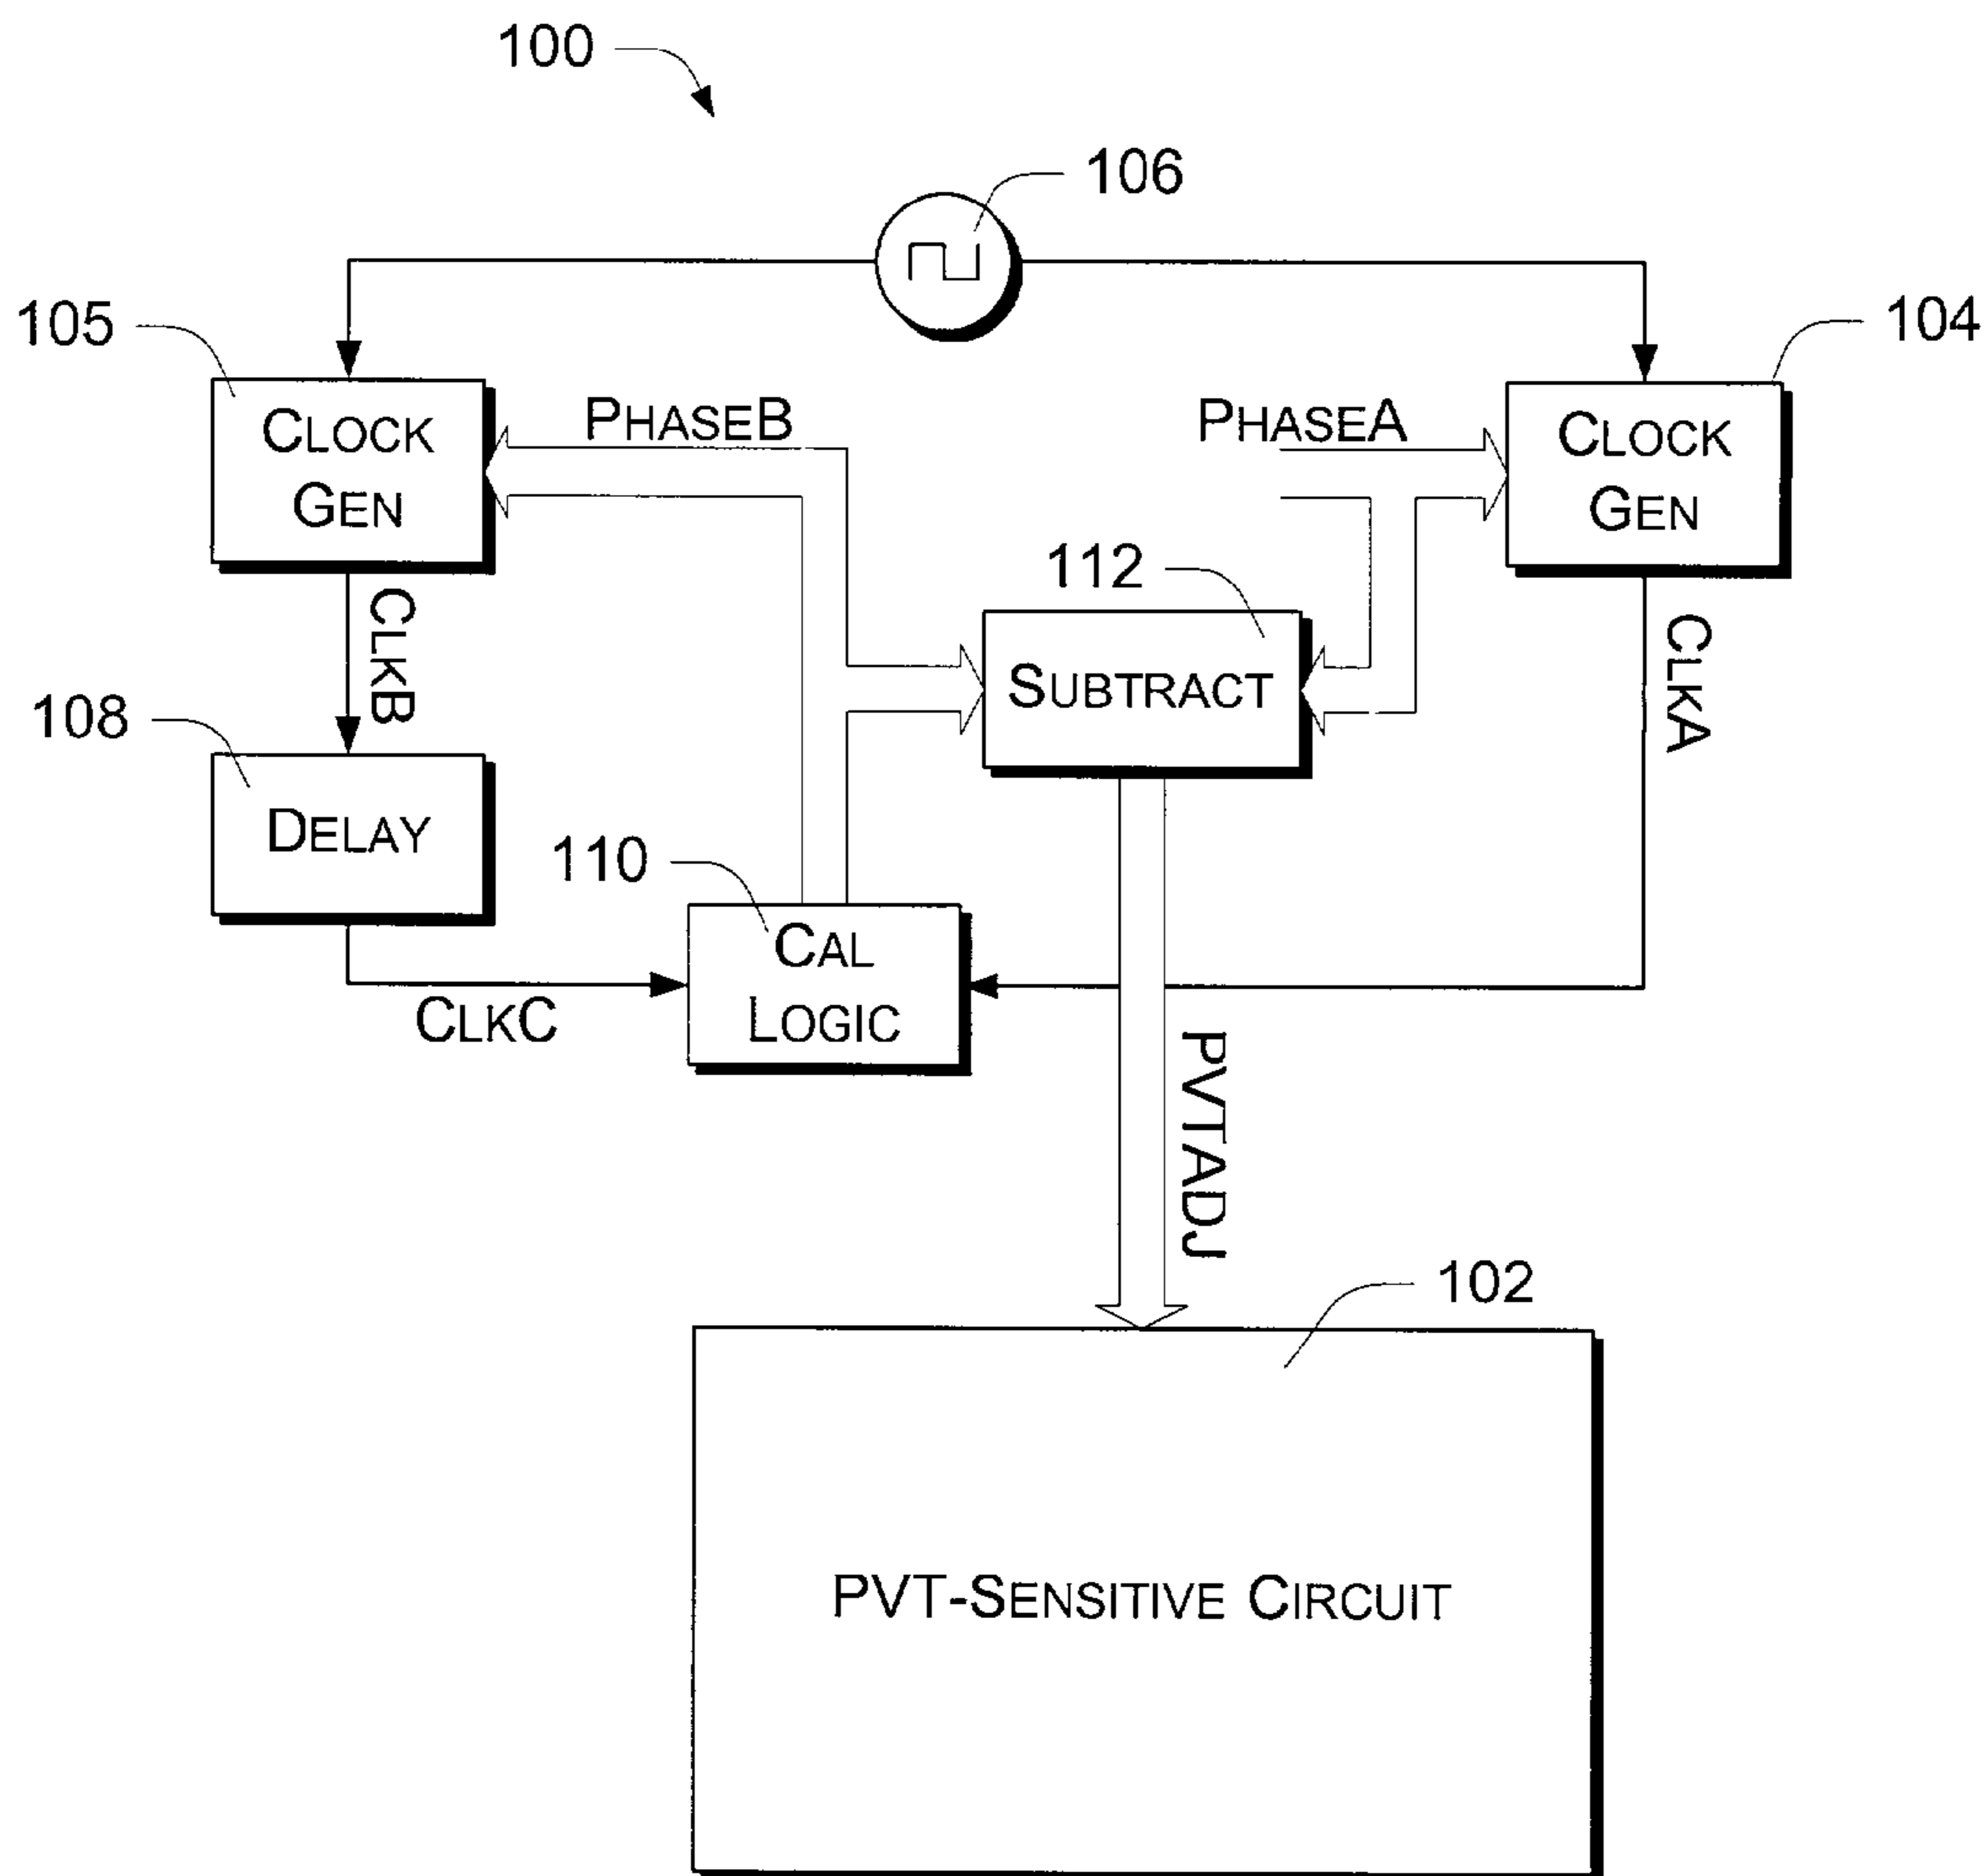 100
106
105
104
CLOCK
GEN
PHASEB
PHASEA
CLOCK
GEN
112
CLKB
SUBTRACT
CLKA
108
DELAY
110
CAL
LOGIC
CLKC
PVTADJ
102
PVT-SENSITIVE CIRCUIT